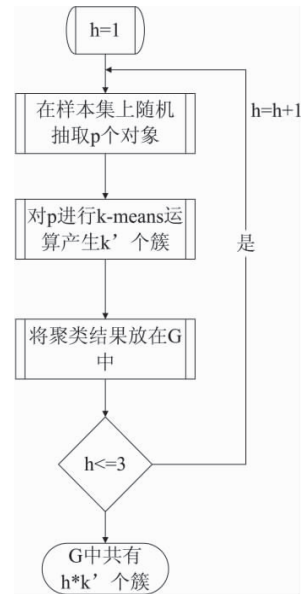 h=1
在样本集上随机
抽取p个对象
h=h+1
对p进行k-means运
算产生k’个簇
是
将聚类结果放在G
中
h<=3
G中共有
h*k’个簇